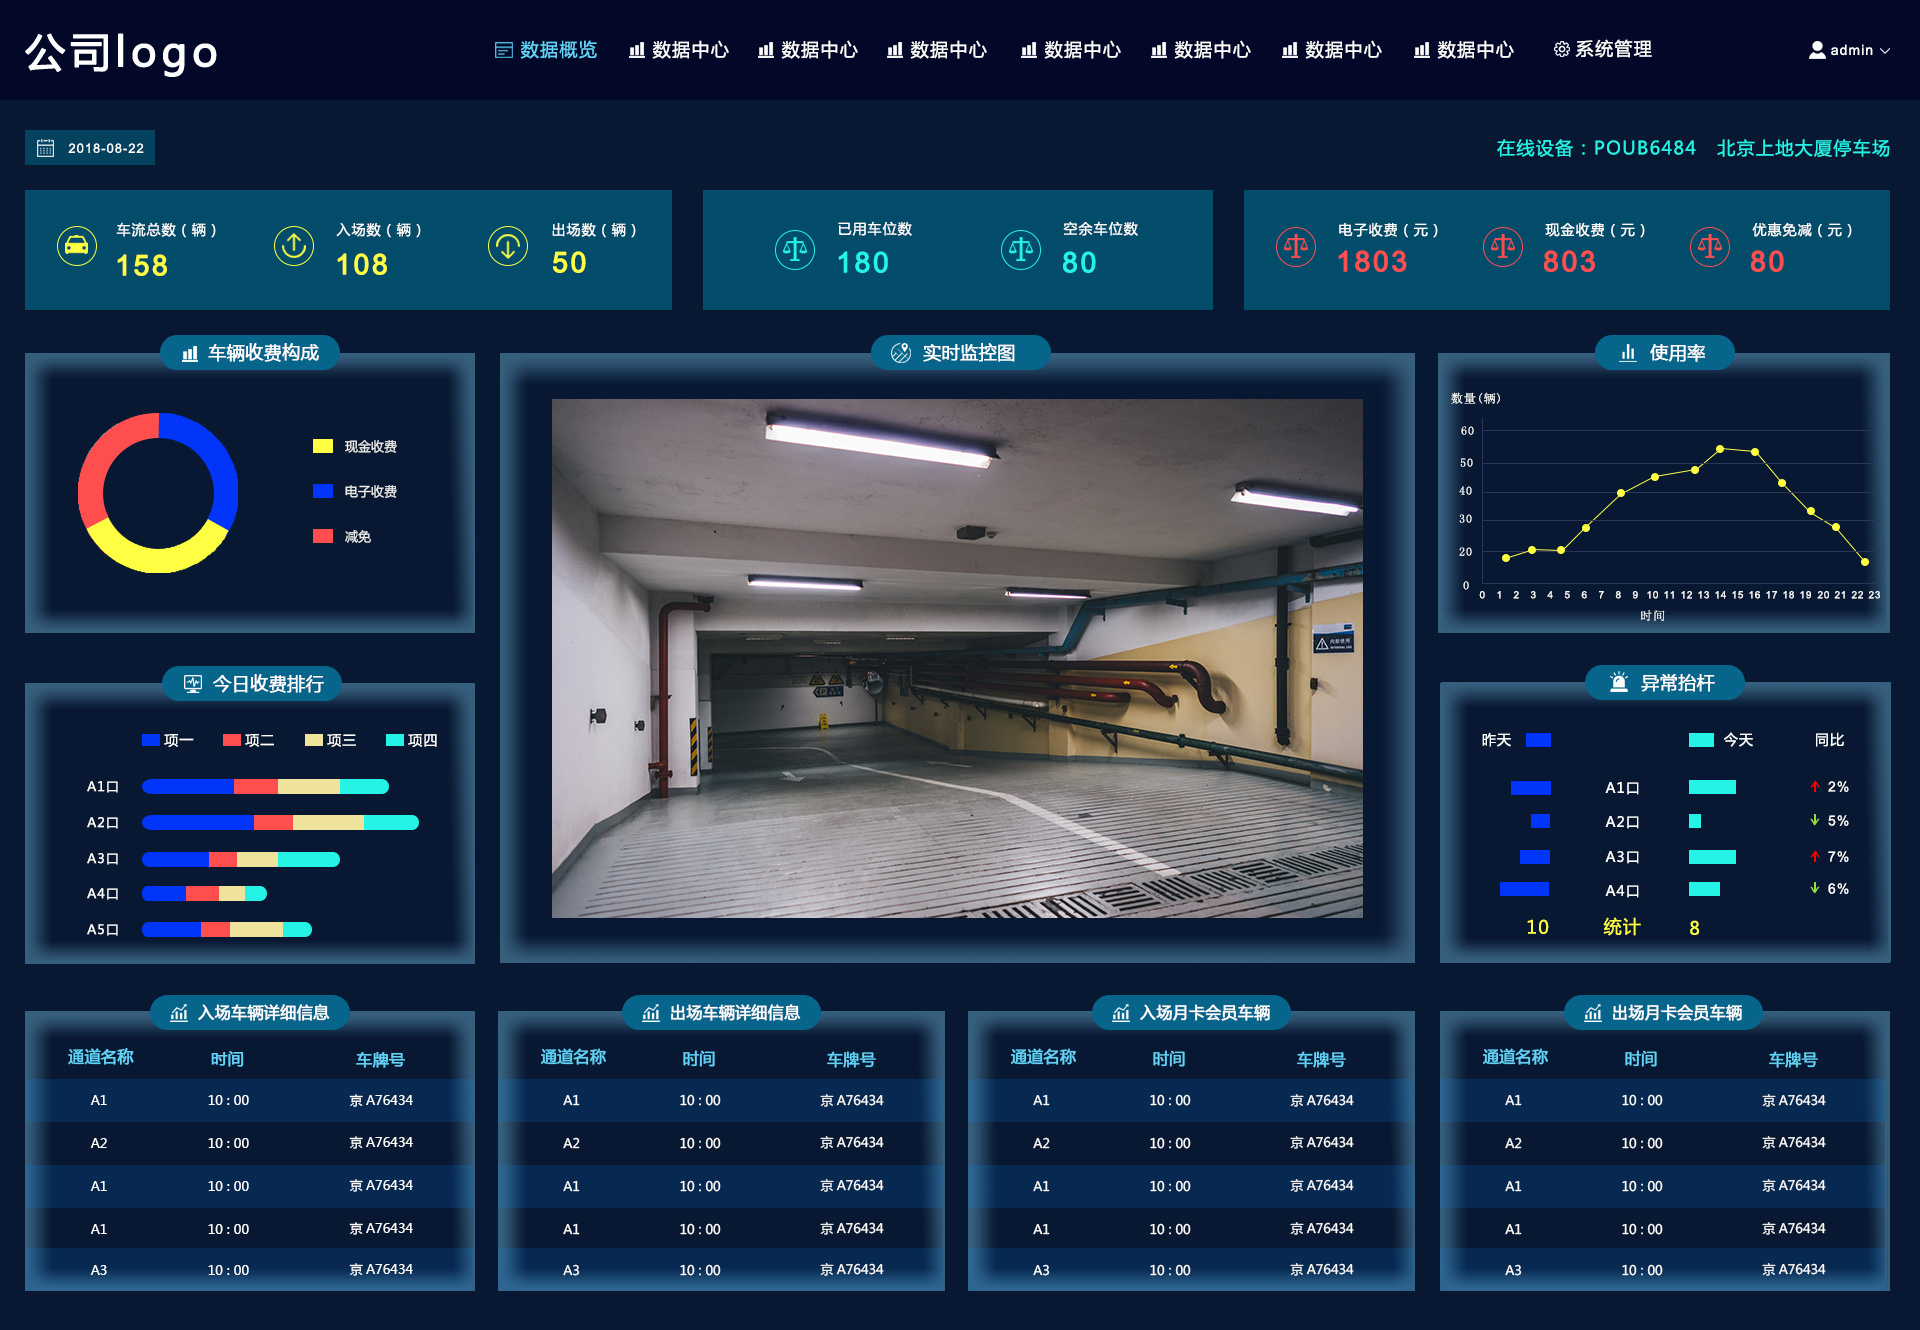 公司logo
数据概览 数据中心 数据中心 数据中心 数据中心 数据中心 数据中心 数据中心 系统管理 admin
2018-08-22
在线设备：POUB6484 北京上地大厦停车场
车流总数（辆） 入场数（辆） 出场数（辆） 已用车位数 空余车位数 电子收费（元） 现金收费（元） 优惠免减（元）
158 108 50 180 80 1803 803 80
车辆收费构成
现金收费
电子收费
减免
实时监控图
内部使用
使用率
数量(辆)
60
50
40
30
20
0
0 1 2 3 4 5 6 7 8 9 10 11 12 13 14 15 16 17 18 19 20 21 22 23
时间
今日收费排行
项一 项二 项三 项四
A1口
A2口
A3口
A4口
A5口
异常抬杆
昨天 今天 同比
A1口 2%
A2口 5%
A3口 7%
A4口 6%
10 统计 8
入场车辆详细信息
通道名称 时间 车牌号
A1 10 : 00 京 A76434
A2 10 : 00 京 A76434
A1 10 : 00 京 A76434
A1 10 : 00 京 A76434
A3 10 : 00 京 A76434
出场车辆详细信息
通道名称 时间 车牌号
A1 10 : 00 京 A76434
A2 10 : 00 京 A76434
A1 10 : 00 京 A76434
A1 10 : 00 京 A76434
A3 10 : 00 京 A76434
入场月卡会员车辆
通道名称 时间 车牌号
A1 10 : 00 京 A76434
A2 10 : 00 京 A76434
A1 10 : 00 京 A76434
A1 10 : 00 京 A76434
A3 10 : 00 京 A76434
出场月卡会员车辆
通道名称 时间 车牌号
A1 10 : 00 京 A76434
A2 10 : 00 京 A76434
A1 10 : 00 京 A76434
A1 10 : 00 京 A76434
A3 10 : 00 京 A76434